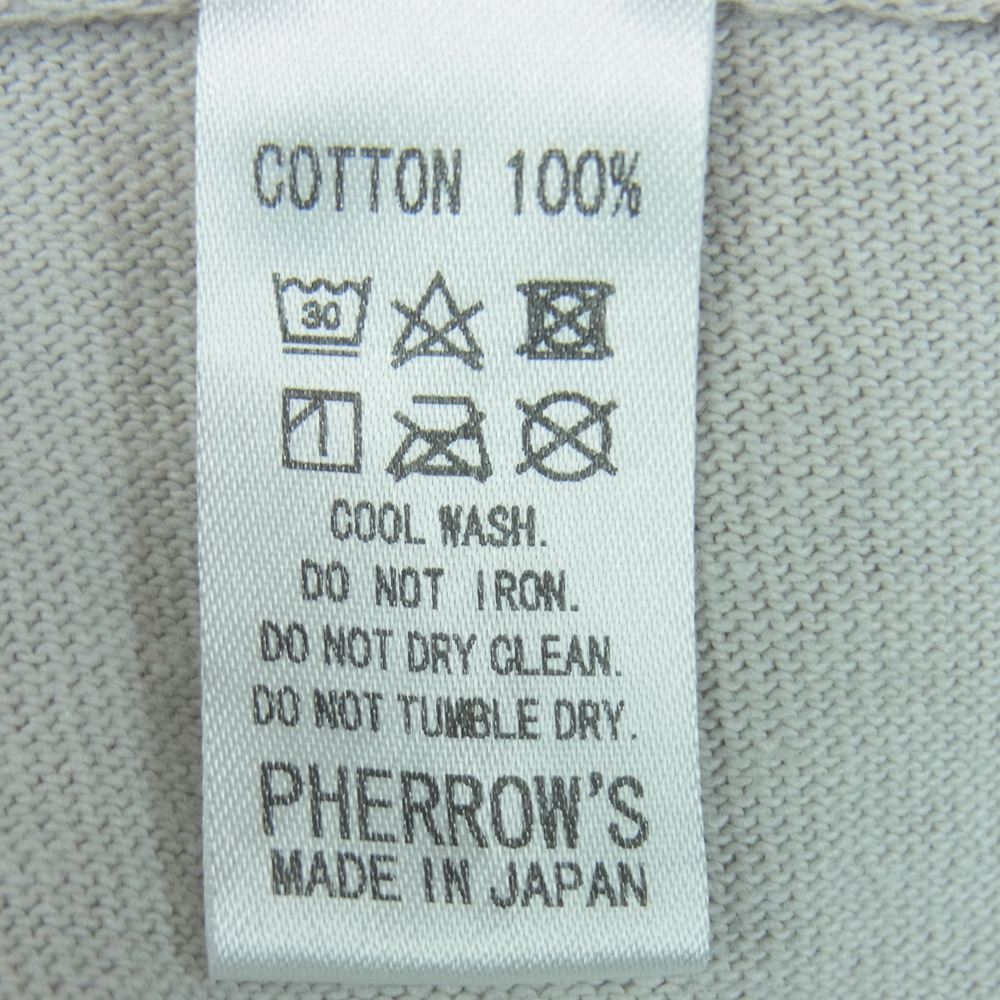 COTTON 100%
30
COOL WASH.
DO NOT IRON.
DO NOT DRY CLEAN.
DO NOT TUMBLE DRY.
PHERROW'S
MADE IN JAPAN